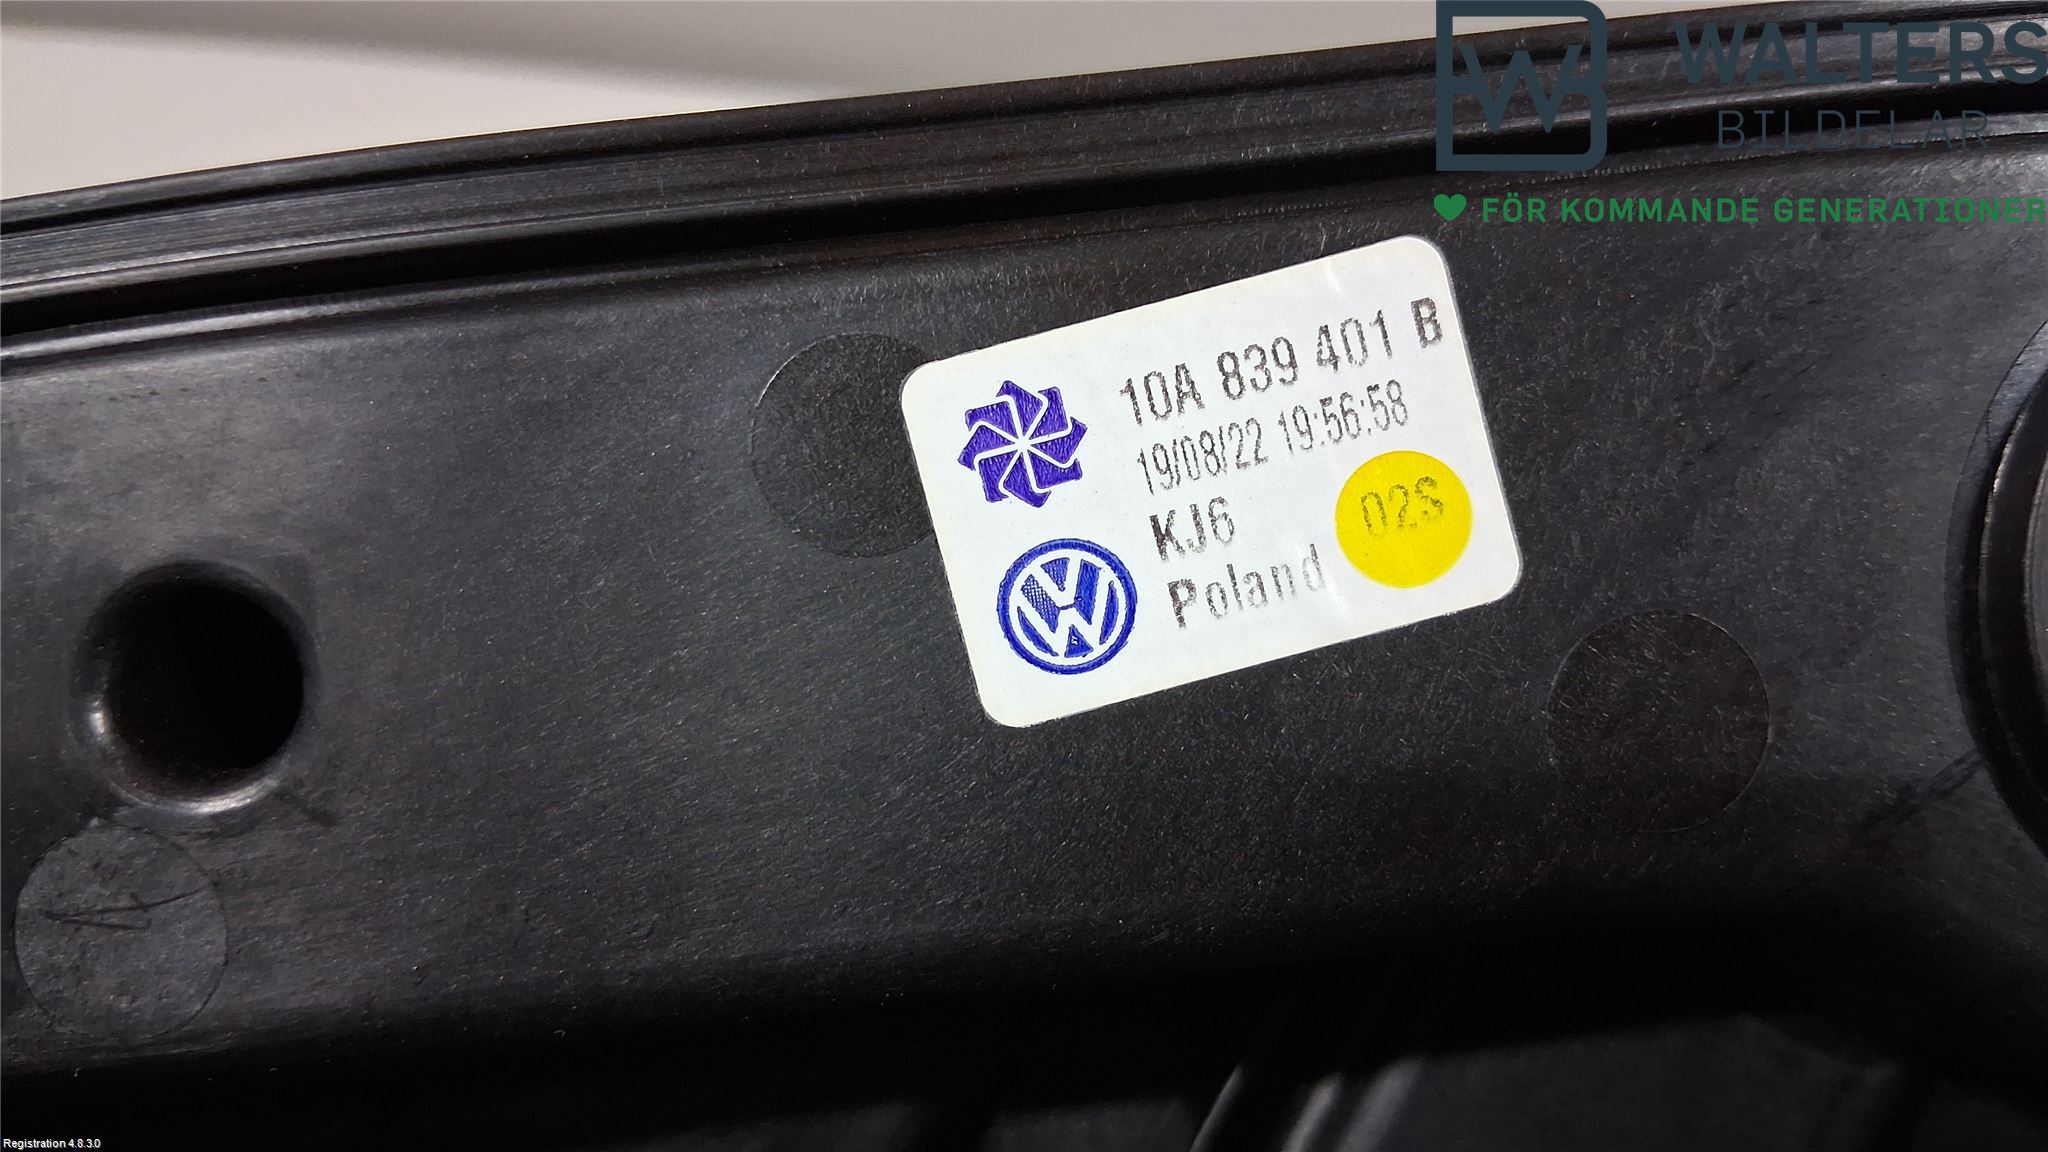 WALTERS
BILDELAR
FÖR KOMMANDE GENERATIONER
10A 839 401 B
19/08/22 19:56:58
KJ6
02S
Poland
Registration 4.8.3.0